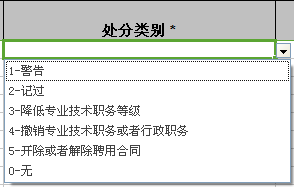 处分类别 *
1-警告
2-记过
3-降低专业技术职务等级
4-撤销专业技术职务或者行政职务
5-开除或者解除聘用合同
0-无